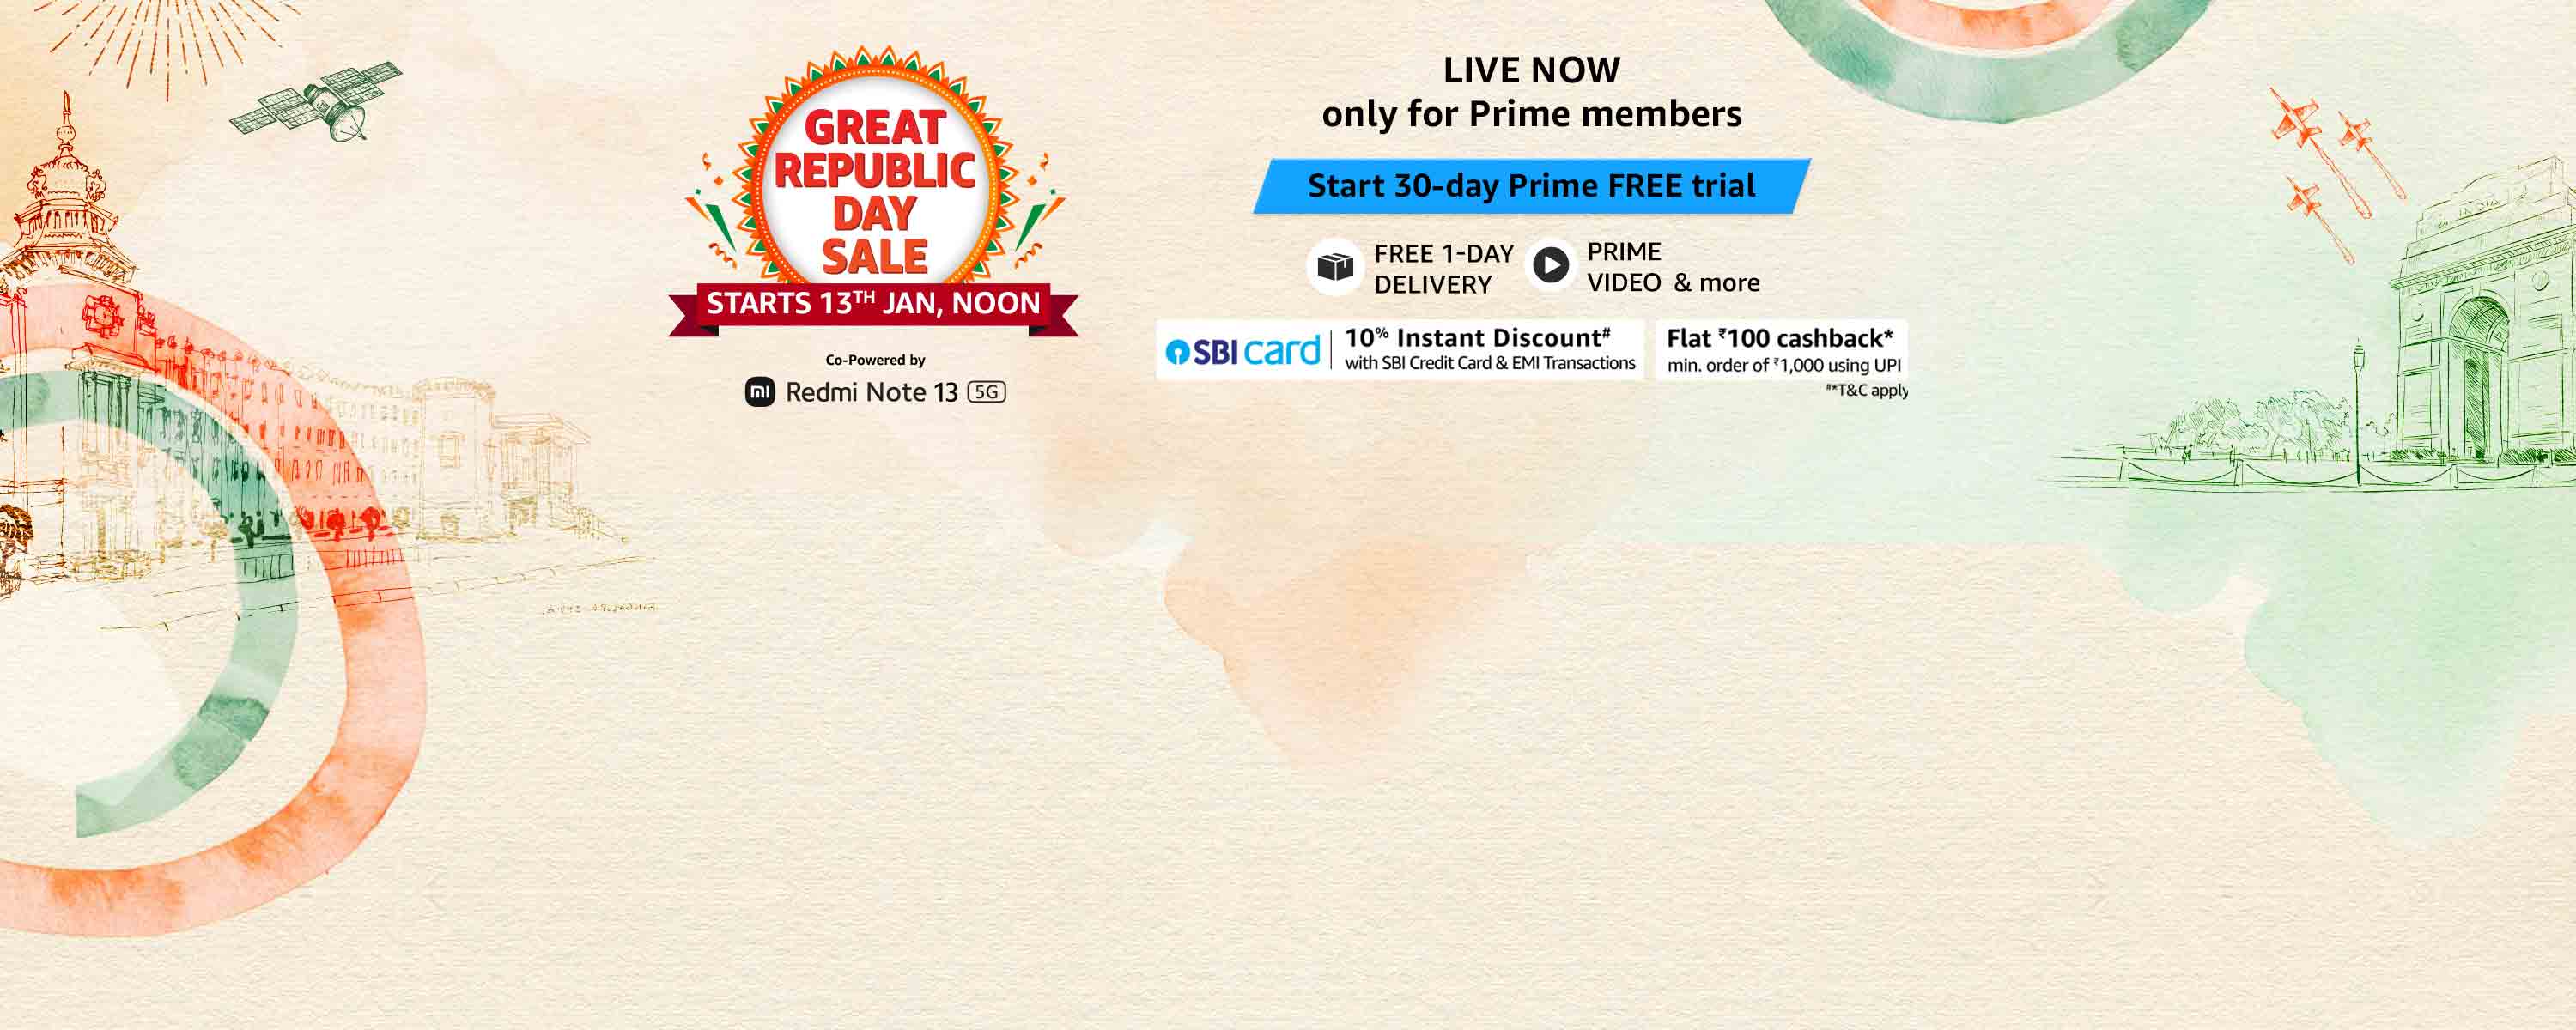 GREAT
REPUBLIC
DAY
SALE
STARTS 13TH JAN, NOON
Co-Powered by
mi Redmi Note 13 5G
LIVE NOW
only for Prime members
Start 30-day Prime FREE trial
FREE 1-DAY
DELIVERY
PRIME
VIDEO & more
SBI card
10% Instant Discount#
with SBI Credit Card & EMI Transactions
Flat ₹100 cashback*
min. order of ₹1,000 using UPI
#*T&C apply
INDIA